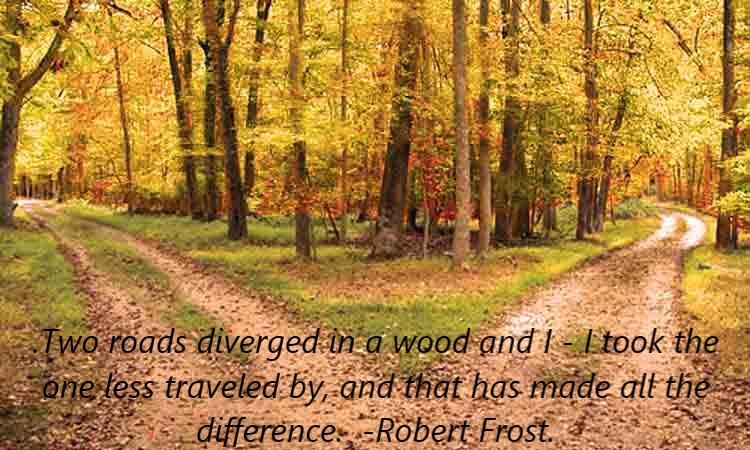 .Two roads diverged in a wood and I - I took the
one less traveled by, and that has made all the
difference.  -Robert Frost.